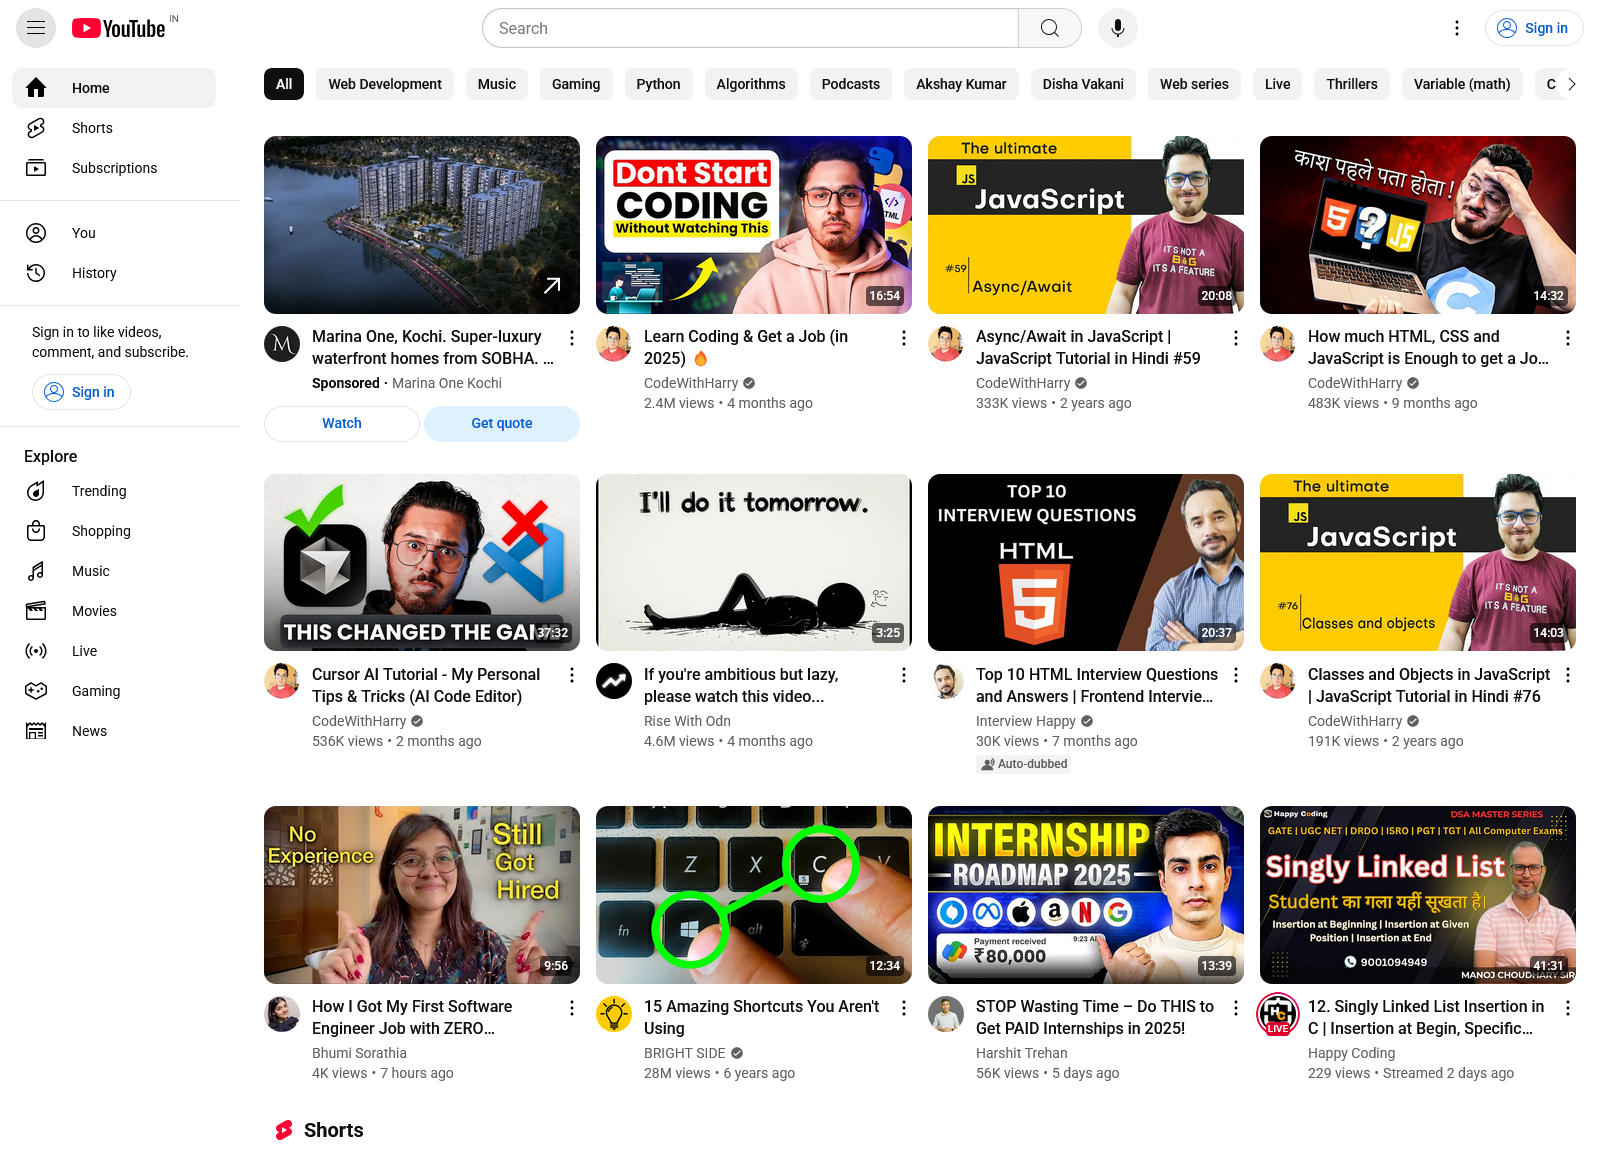 YouTube IN
Search
Sign in
Home
Shorts
Subscriptions
You
History
Sign in to like videos,
comment, and subscribe.
Sign in
Explore
Trending
Shopping
Music
Movies
Live
Gaming
News
All
Web Development
Music
Gaming
Python
Algorithms
Podcasts
Akshay Kumar
Disha Vakani
Web series
Live
Thrillers
Variable (math)
C
M
Marina One, Kochi. Super-luxury
waterfront homes from SOBHA. ...
Sponsored · Marina One Kochi
Watch
Get quote
Dont Start
CODING
Without Watching This
HTML
16:54
Learn Coding & Get a Job (in
2025) 🔥
CodeWithHarry
2.4M views • 4 months ago
The ultimate
JS
JavaScript
#59
Async/Await
IT'S NOT A
BUG
IT'S A FEATURE
20:08
Async/Await in JavaScript |
JavaScript Tutorial in Hindi #59
CodeWithHarry
333K views • 2 years ago
काश पहले पता होता !
5 ? JS
C
14:32
How much HTML, CSS and
JavaScript is Enough to get a Jo...
CodeWithHarry
483K views • 9 months ago
THIS CHANGED THE GAME
37:32
Cursor AI Tutorial - My Personal
Tips & Tricks (AI Code Editor)
CodeWithHarry
536K views • 2 months ago
I'll do it tomorrow.
3:25
If you're ambitious but lazy,
please watch this video...
Rise With Odn
4.6M views • 4 months ago
TOP 10
INTERVIEW QUESTIONS
HTML
5
20:37
Top 10 HTML Interview Questions
and Answers | Frontend Intervie...
Interview Happy
30K views • 7 months ago
Auto-dubbed
The ultimate
JS
JavaScript
#76
Classes and objects
IT'S NOT A
BUG
IT'S A FEATURE
14:03
Classes and Objects in JavaScript
| JavaScript Tutorial in Hindi #76
CodeWithHarry
191K views • 2 years ago
No
Experience
Still
Got
Hired
9:56
How I Got My First Software
Engineer Job with ZERO...
Bhumi Sorathia
4K views • 7 hours ago
Z X C V
S
fn alt
12:34
15 Amazing Shortcuts You Aren't
Using
BRIGHT SIDE
28M views • 6 years ago
INTERNSHIP
ROADMAP 2025
a N G
Payment received
₹80,000
9:23 AM
13:39
STOP Wasting Time – Do THIS to
Get PAID Internships in 2025!
Harshit Trehan
56K views • 5 days ago
Happy Coding
DSA MASTER SERIES
GATE | UGC NET | DRDO | ISRO | PGT | TGT | All Computer Exams
Singly Linked List
Student का गला यहीं सूखता है|
Insertion at Beginning | Insertion at Given
Position | Insertion at End
9001094949
MANOJ CHOUDHARY SIR
41:31
HC
LIVE
12. Singly Linked List Insertion in
C | Insertion at Begin, Specific...
Happy Coding
229 views • Streamed 2 days ago
Shorts